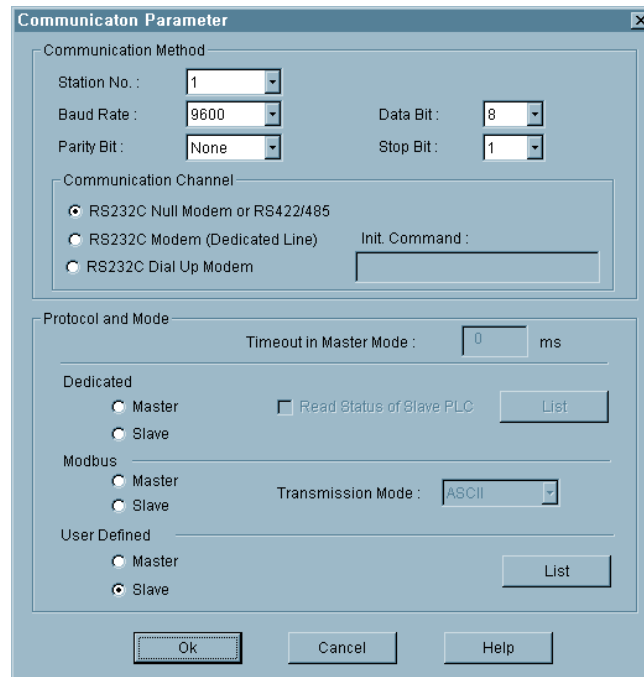 Communicaton Parameter
Communication Method
Station No. : 1
Baud Rate : 9600 Data Bit : 8
Parity Bit : None Stop Bit : 1
Communication Channel
RS232C Null Modem or RS422/485
RS232C Modem (Dedicated Line) Init. Command :
RS232C Dial Up Modem
Protocol and Mode
Timeout in Master Mode : 0 ms
Dedicated
Master Read Status of Slave PLC List
Slave
Modbus
Master
Slave Transmission Mode : ASCII
User Defined
Master
Slave List
Ok Cancel Help